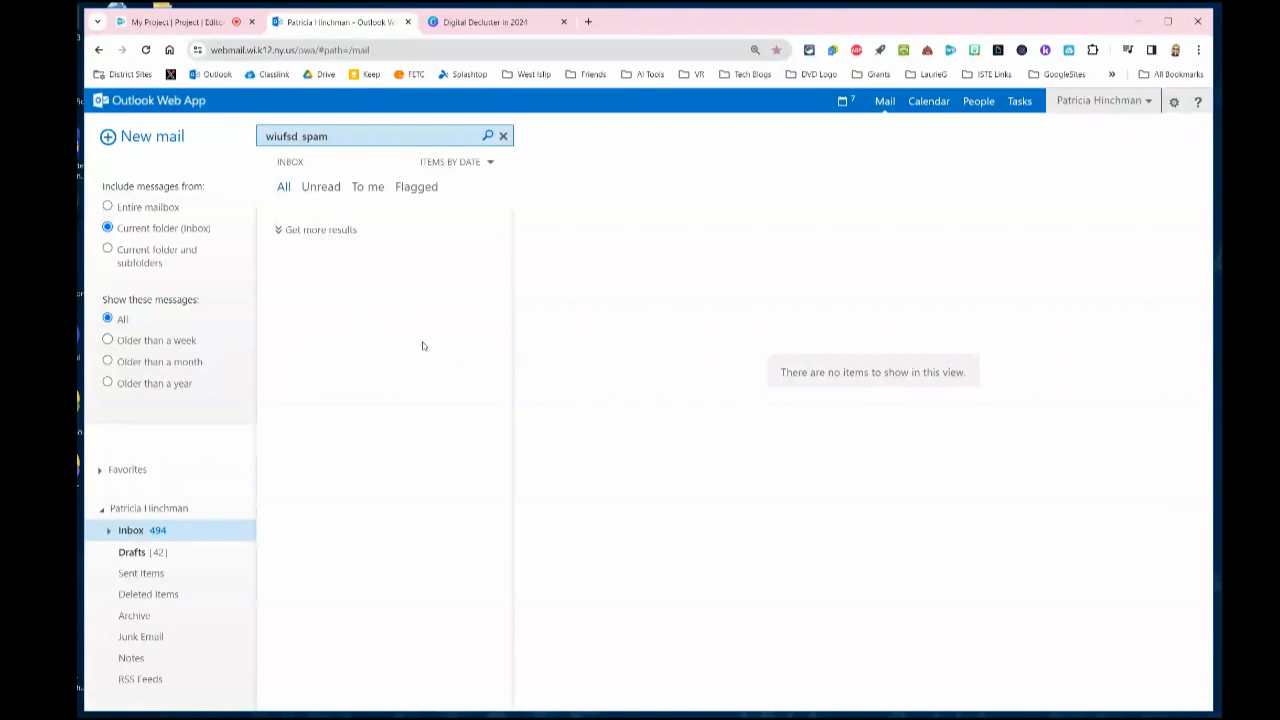 My Project | Project | Editor
Patricia Hinchman - Outlook W
Digital Declutter in 2024
webmail.wi.k12.ny.us/owa/#path=/mail
District Sites
Outlook
Classlink
Drive
Keep
FETC
Splashtop
West Islip
Friends
AI Tools
VR
Tech Blogs
DVD Logo
Grants
LaurieG
ISTE Links
GoogleSites
All Bookmarks
Outlook Web App
7
Mail
Calendar
People
Tasks
Patricia Hinchman
?
New mail
wiufsd spam
INBOX
ITEMS BY DATE
Include messages from:
All
Unread
To me
Flagged
Entire mailbox
Current folder (Inbox)
Get more results
Current folder and
subfolders
Show these messages:
All
Older than a week
Older than a month
There are no items to show in this view.
Older than a year
Favorites
Patricia Hinchman
Inbox 494
Drafts [42]
Sent Items
Deleted Items
Archive
Junk Email
Notes
RSS Feeds